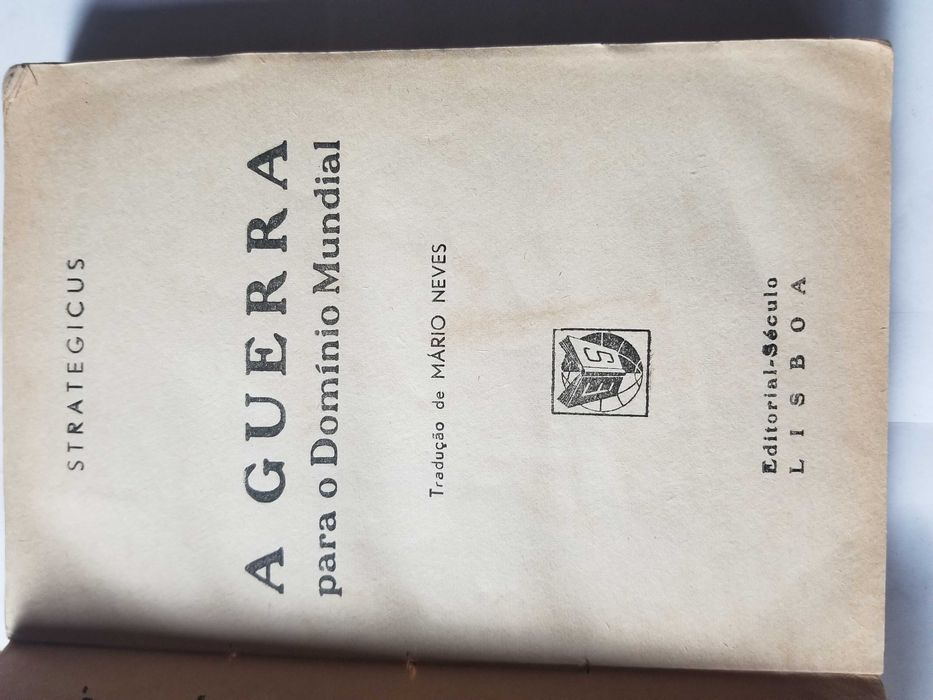 STRATEGICUS
A GUERRA
para o Domínio Mundial
Tradução de MÁRIO NEVES
E S
Editorial-Século
LISBOA